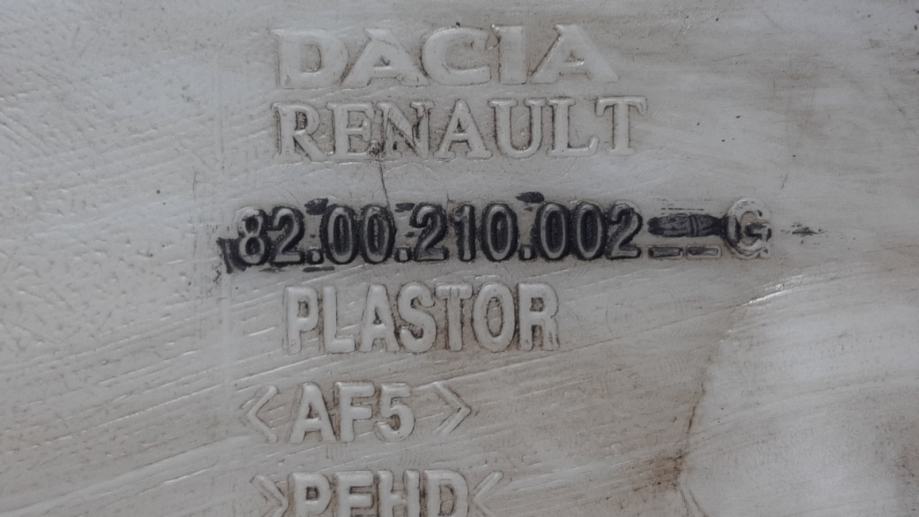 DACIA
RENAULT
82.00.210.002--G
PLASTOR
<AF5>
>PEHD<